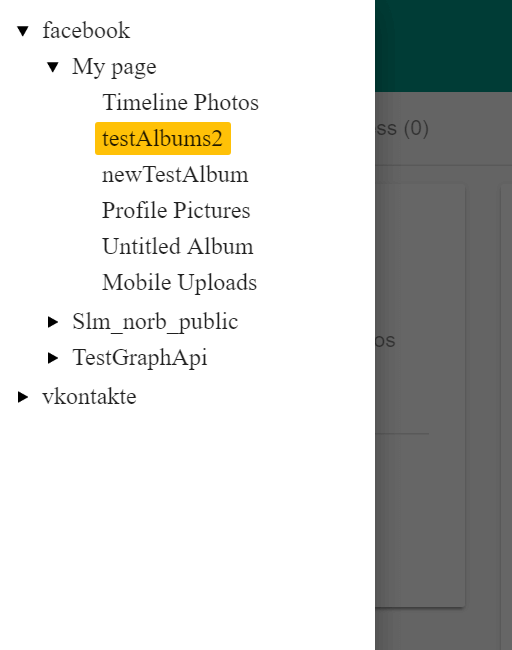 facebook
My page
Timeline Photos
testAlbums2
newTestAlbum
Profile Pictures
Untitled Album
Mobile Uploads
Slm_norb_public
TestGraphApi
vkontakte
ss (0)
os